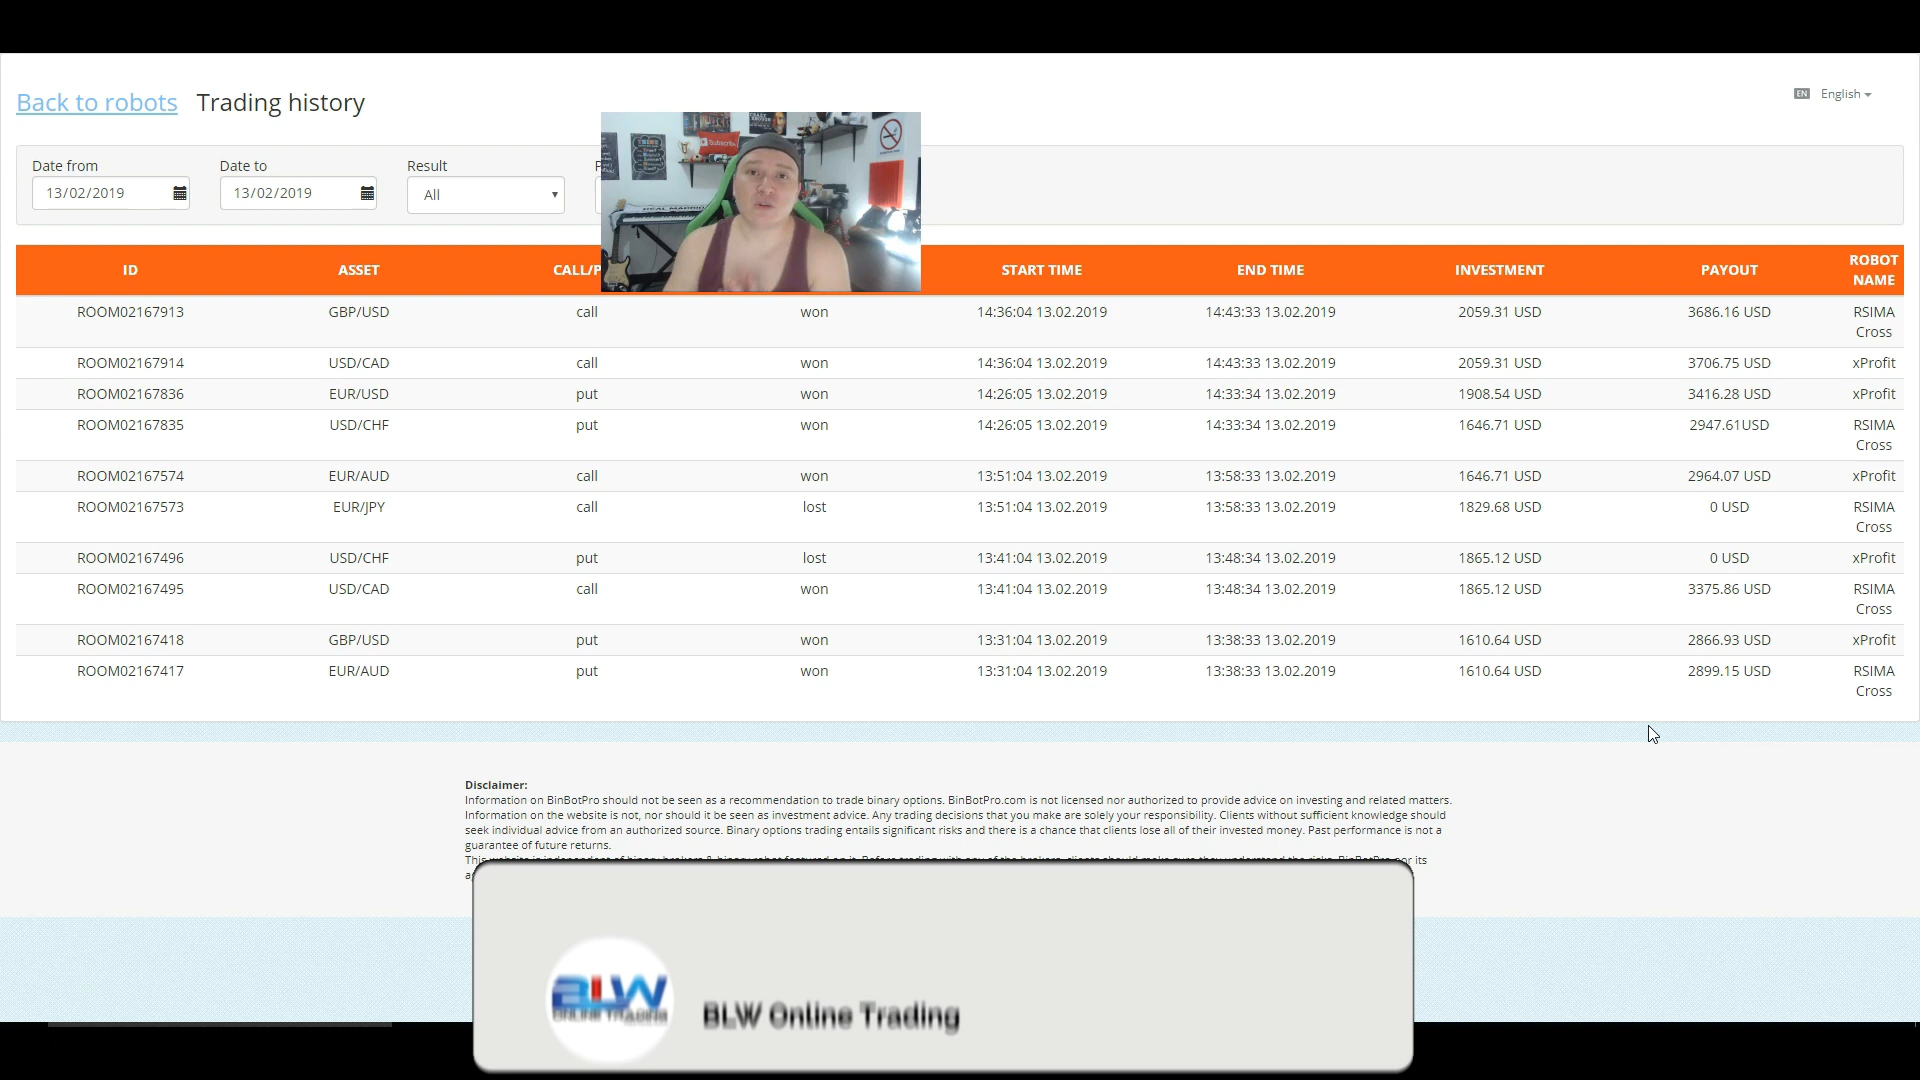 Back to robots Trading history
EN English
Date from Date to Result
13/02/2019 13/02/2019 All
Subscribe
REAL MADRID
ID ASSET CALL/P START TIME END TIME INVESTMENT PAYOUT ROBOT NAME
ROOM02167913 GBP/USD call won 14:36:04 13.02.2019 14:43:33 13.02.2019 2059.31 USD 3686.16 USD RSIMA Cross
ROOM02167914 USD/CAD call won 14:36:04 13.02.2019 14:43:33 13.02.2019 2059.31 USD 3706.75 USD xProfit
ROOM02167836 EUR/USD put won 14:26:05 13.02.2019 14:33:34 13.02.2019 1908.54 USD 3416.28 USD xProfit
ROOM02167835 USD/CHF put won 14:26:05 13.02.2019 14:33:34 13.02.2019 1646.71 USD 2947.61USD RSIMA Cross
ROOM02167574 EUR/AUD call won 13:51:04 13.02.2019 13:58:33 13.02.2019 1646.71 USD 2964.07 USD xProfit
ROOM02167573 EUR/JPY call lost 13:51:04 13.02.2019 13:58:33 13.02.2019 1829.68 USD 0 USD RSIMA Cross
ROOM02167496 USD/CHF put lost 13:41:04 13.02.2019 13:48:34 13.02.2019 1865.12 USD 0 USD xProfit
ROOM02167495 USD/CAD call won 13:41:04 13.02.2019 13:48:34 13.02.2019 1865.12 USD 3375.86 USD RSIMA Cross
ROOM02167418 GBP/USD put won 13:31:04 13.02.2019 13:38:33 13.02.2019 1610.64 USD 2866.93 USD xProfit
ROOM02167417 EUR/AUD put won 13:31:04 13.02.2019 13:38:33 13.02.2019 1610.64 USD 2899.15 USD RSIMA Cross
Disclaimer:
Information on BinBotPro should not be seen as a recommendation to trade binary options. BinBotPro.com is not licensed nor authorized to provide advice on investing and related matters.
Information on the website is not, nor should it be seen as investment advice. Any trading decisions that you make are solely your responsibility. Clients without sufficient knowledge should
seek individual advice from an authorized source. Binary options trading entails significant risks and there is a chance that clients lose all of their invested money. Past performance is not a
guarantee of future returns.
BLW
ONLINE TRADING
BLW Online Trading